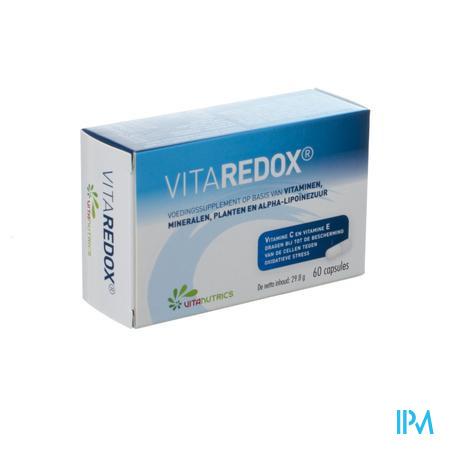 VITAREDOX®
VOEDINGSSUPPLEMENT OP BASIS VAN VITAMINEN,
MINERALEN, PLANTEN EN ALPHA-LIPOÏNEZUUR
VITAMINE C EN VITAMINE E
DRAGEN BIJ TOT DE BESCHERMING
VAN DE CELLEN TEGEN
OXIDATIEVE STRESS
De netto inhoud: 29.8 g
60 capsules
VITANUTRICS
VITAREDOX®
VITANUTRICS
IPM